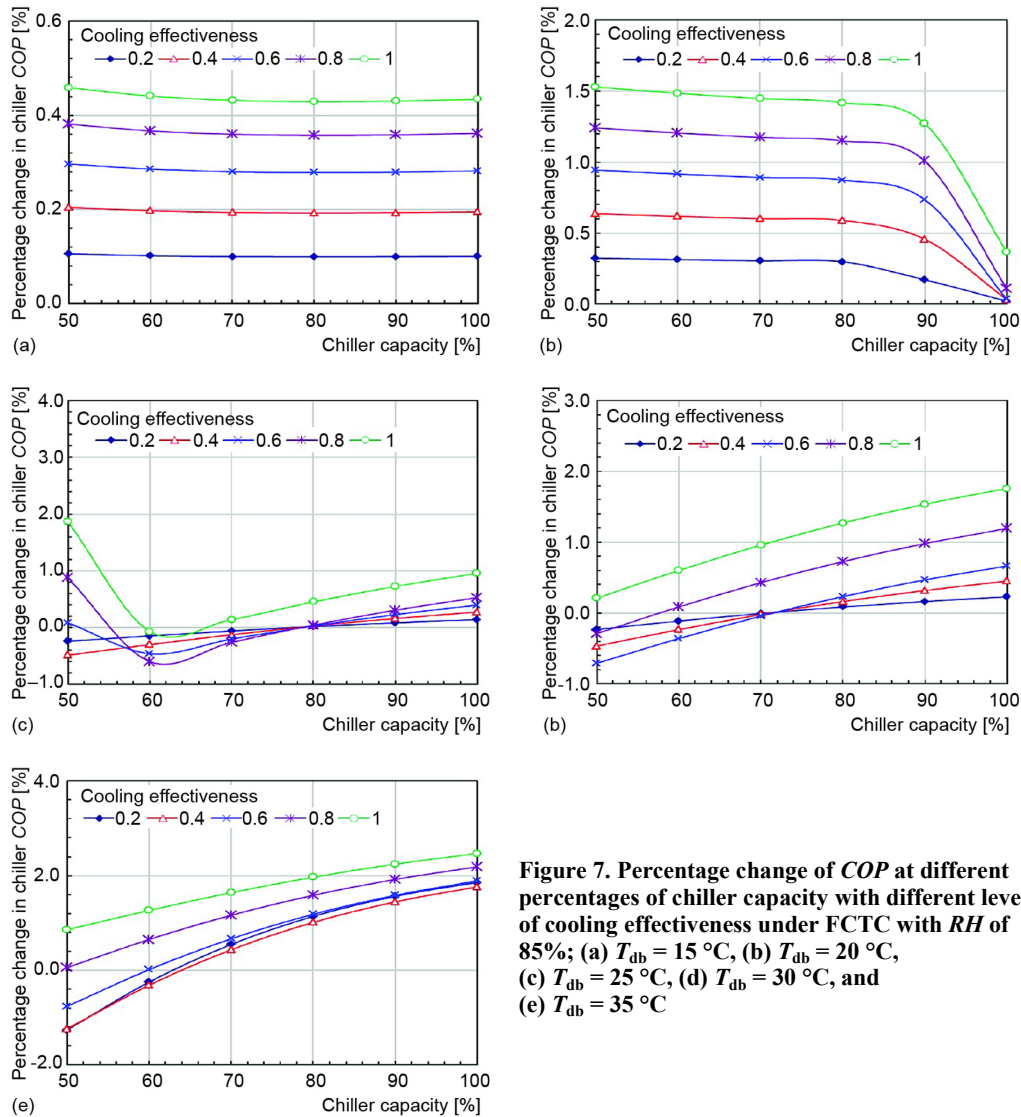 Percentage change in chiller COP [%]
0.6
0.4
0.2
0.0
Cooling effectiveness
0.2 0.4 0.6 0.8 1
50 60 70 80 90 100
(a) Chiller capacity [%]
Percentage change in chiller COP [%]
2.0
1.5
1.0
0.5
0.0
Cooling effectiveness
0.2 0.4 0.6 0.8 1
50 60 70 80 90 100
(b) Chiller capacity [%]
Percentage change in chiller COP [%]
4.0
3.0
2.0
1.0
0.0
–1.0
Cooling effectiveness
0.2 0.4 0.6 0.8 1
50 60 70 80 90 100
(c) Chiller capacity [%]
Percentage change in chiller COP [%]
3.0
2.0
1.0
0.0
-1.0
Cooling effectiveness
0.2 0.4 0.6 0.8 1
50 60 70 80 90 100
(b) Chiller capacity [%]
Percentage change in chiller COP [%]
4.0
2.0
0.0
-2.0
Cooling effectiveness
0.2 0.4 0.6 0.8 1
50 60 70 80 90 100
(e) Chiller capacity [%]
Figure 7. Percentage change of COP at different
percentages of chiller capacity with different leve
of cooling effectiveness under FCTC with RH of
85%; (a) Tdb = 15 °C, (b) Tdb = 20 °C,
(c) Tdb = 25 °C, (d) Tdb = 30 °C, and
(e) Tdb = 35 °C